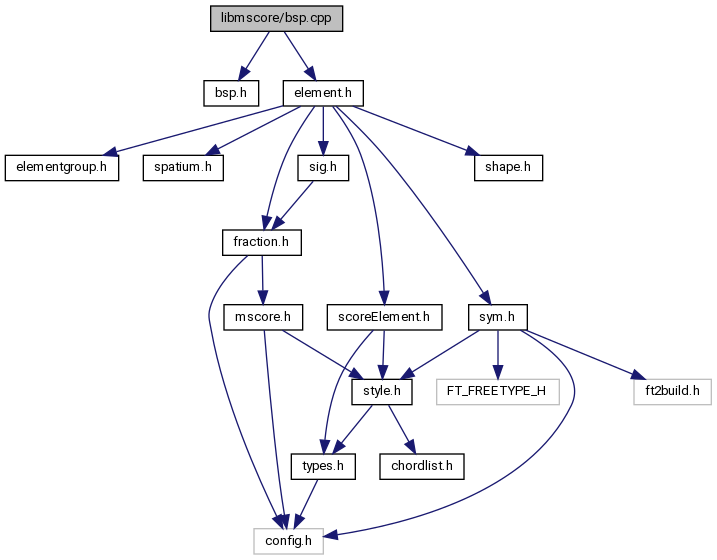 libmscore/bsp.cpp
bsp.h
element.h
elementgroup.h
spatium.h
sig.h
shape.h
fraction.h
mscore.h
scoreElement.h
sym.h
style.h
FT_FREETYPE_H
ft2build.h
types.h
chordlist.h
config.h